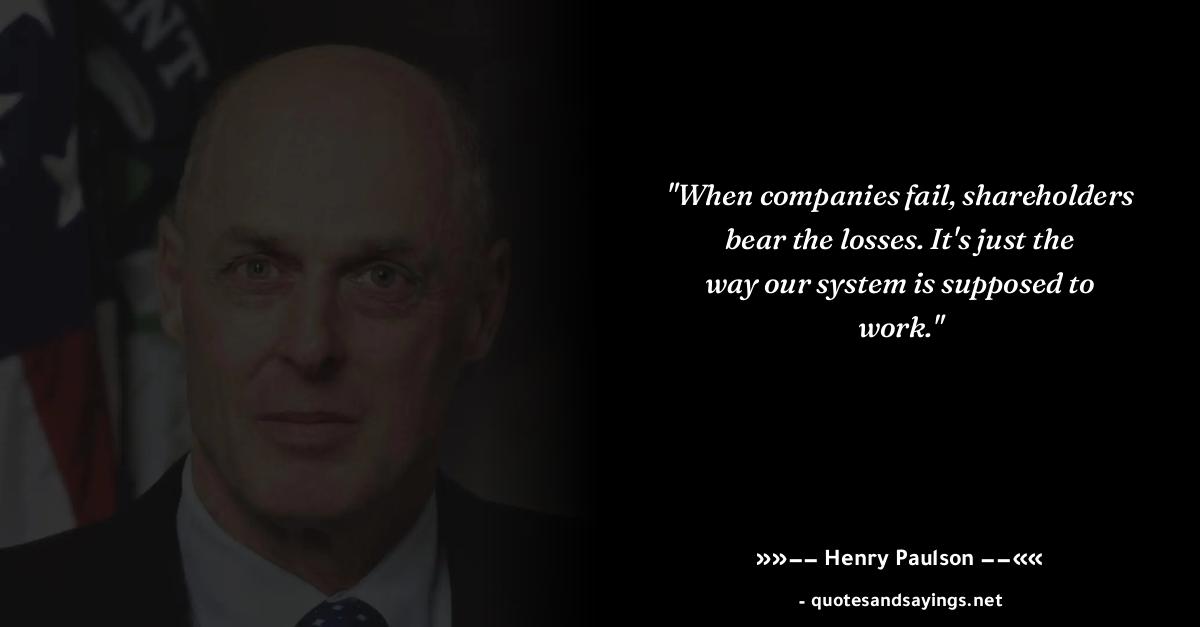 ENT
"When companies fail, shareholders
bear the losses. It's just the
way our system is supposed to
work."
»»−− Henry Paulson −−««
- quotesandsayings.net